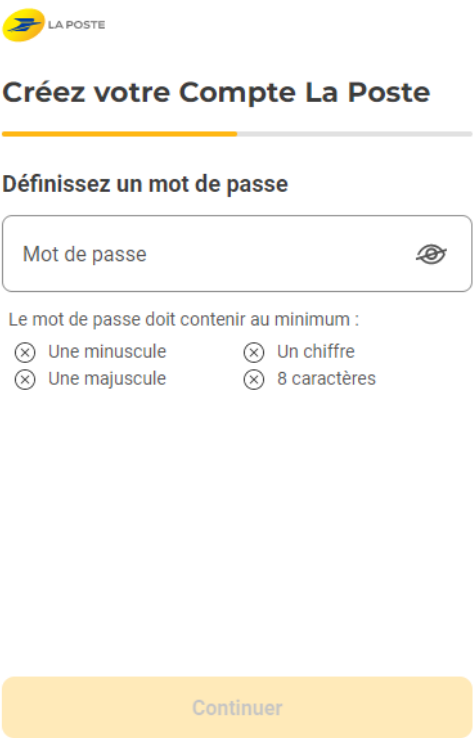 LA POSTE
Créez votre Compte La Poste
Définissez un mot de passe
Mot de passe
Le mot de passe doit contenir au minimum :
Une minuscule
Un chiffre
Une majuscule
8 caractères
Continuer